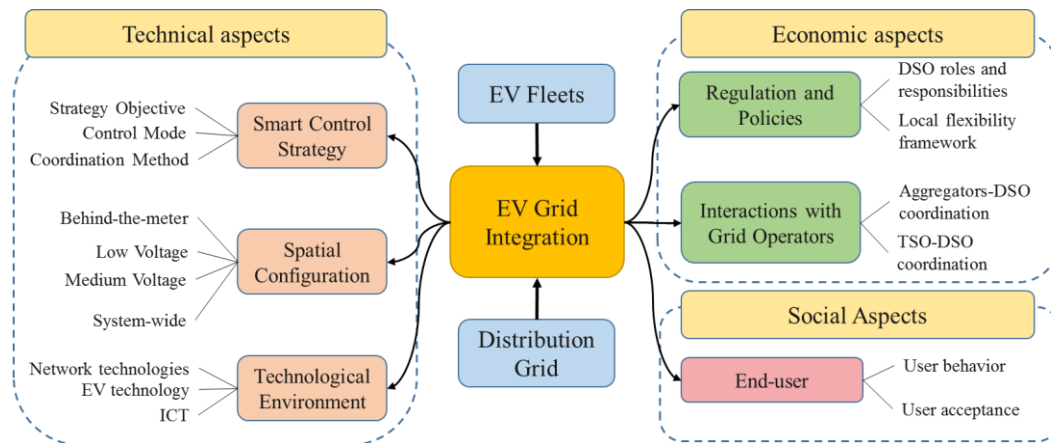 Technical aspects
Strategy Objective
Control Mode
Coordination Method
Smart Control
Strategy
Behind-the-meter
Low Voltage
Medium Voltage
System-wide
Spatial
Configuration
Network technologies
EV technology
ICT
Technological
Environment
EV Fleets
EV Grid
Integration
Distribution
Grid
Economic aspects
Regulation and
Policies
DSO roles and
responsibilities
Local flexibility
framework
Interactions with
Grid Operators
Aggregators-DSO
coordination
TSO-DSO
coordination
Social Aspects
End-user
User behavior
User acceptance